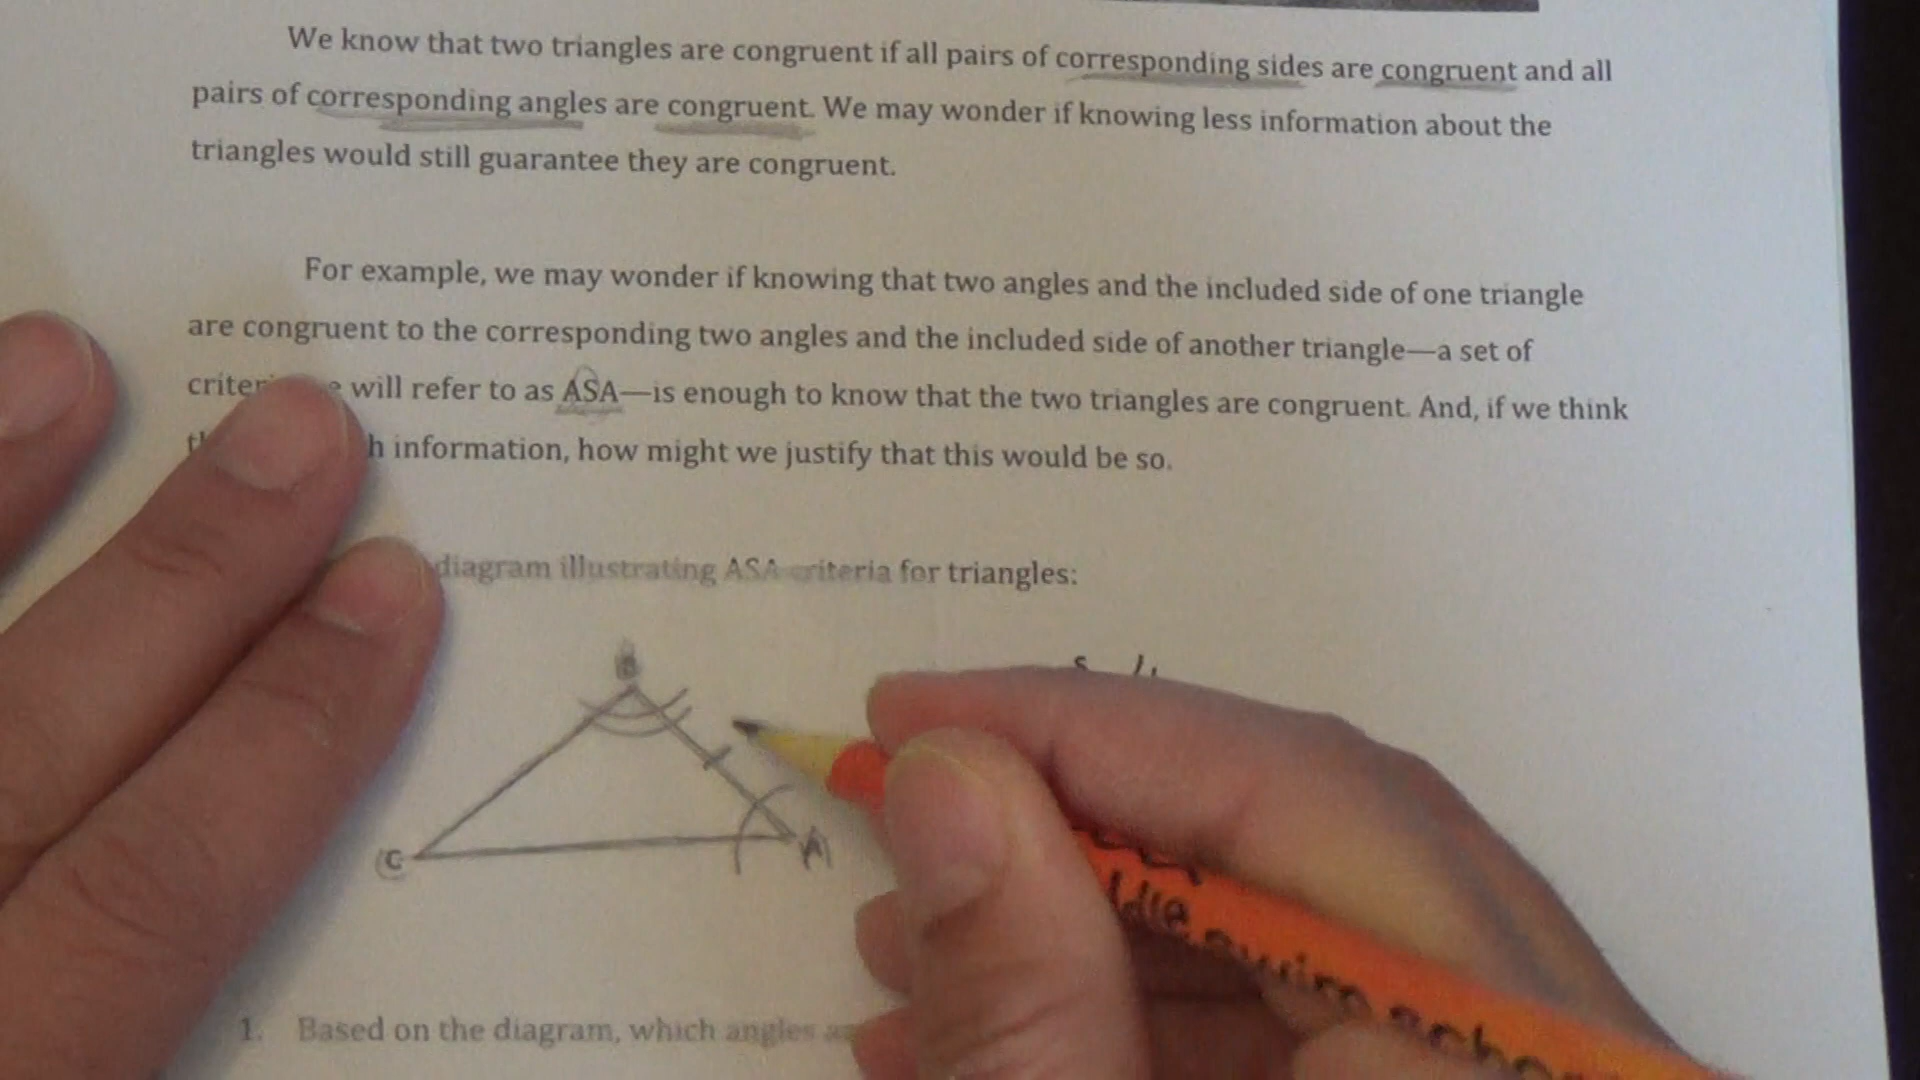 We know that two triangles are congruent if all pairs of corresponding sides are congruent and all
pairs of corresponding angles are congruent. We may wonder if knowing less information about the
triangles would still guarantee they are congruent.
For example, we may wonder if knowing that two angles and the included side of one triangle
are congruent to the corresponding two angles and the included side of another triangle—a set of
will refer to as ASA—is enough to know that the two triangles are congruent. And, if we think
information, how might we justify that this would be so.
diagram illustrating ASA criteria for triangles:
B
C
A
1. Based on the diagram, which angles
swim